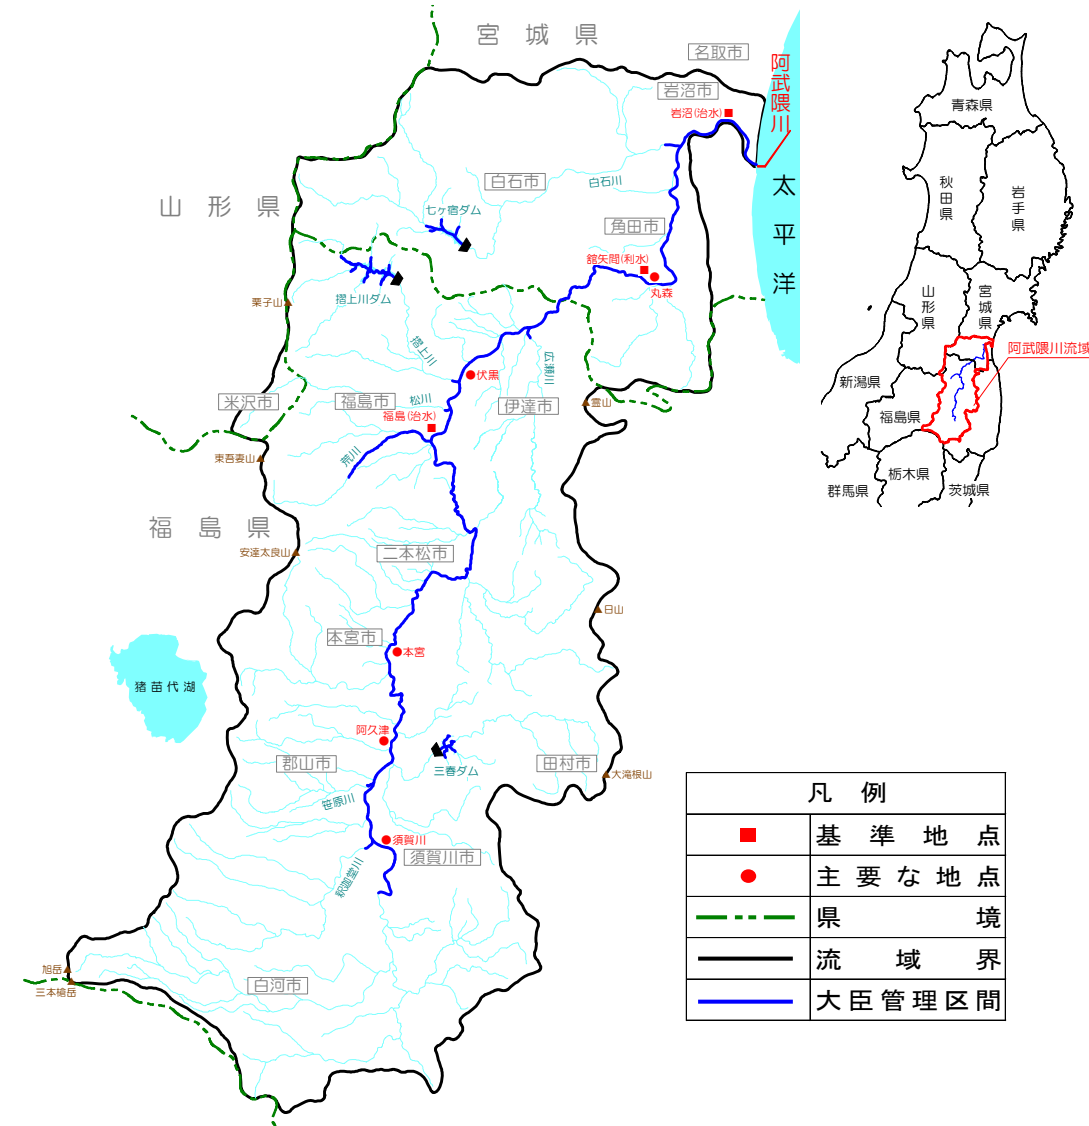 宮城県
名取市
岩沼市
岩沼(治水)
阿武隈川
太平洋
山形県
白石市
白石川
七ヶ宿ダム
角田市
舘矢間(利水)
丸森
摺上川ダム
栗子山
摺上川
広瀬川
伏黒
米沢市
福島市
松川
福島(治水)
伊達市
霊山
荒川
東吾妻山
福島県
安達太良山
二本松市
日山
本宮市
本宮
猪苗代湖
阿久津
郡山市
三春ダム
田村市
大滝根山
笹原川
須賀川
須賀川市
釈迦堂川
旭岳
三本槍岳
白河市
青森県
秋田県
岩手県
山形県
宮城県
阿武隈川流域
新潟県
福島県
栃木県
群馬県
茨城県
凡例
基準地点
主要な地点
県境
流域界
大臣管理区間